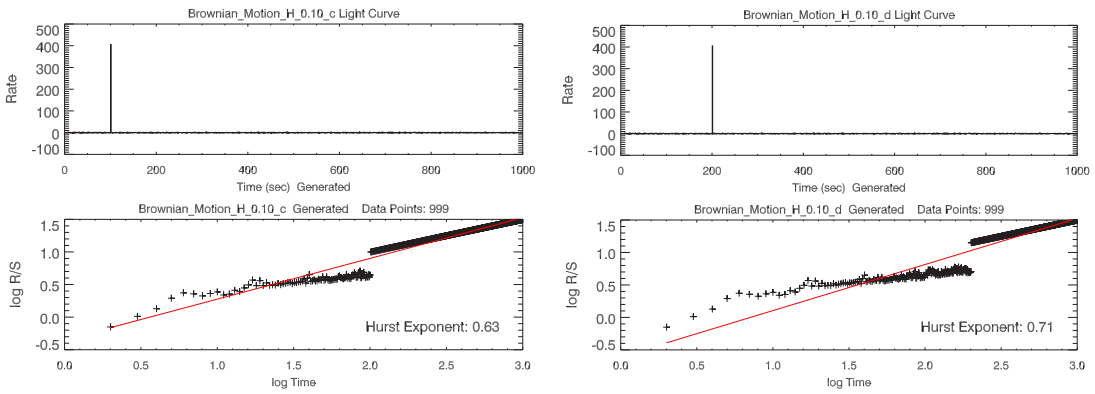 Brownian_Motion_H_0.10_c Light Curve
500
400
300
200
100
0
-100
Rate
0 200 400 600 800 1000
Time (sec) Generated
Brownian_Motion_H_0.10_d Light Curve
500
400
300
200
100
0
-100
Rate
0 200 400 600 800 1000
Time (sec) Generated
Brownian_Motion_H_0.10_c Generated Data Points: 999
1.5
1.0
0.5
0.0
-0.5
log R/S
Hurst Exponent: 0.63
0.0 0.5 1.0 1.5 2.0 2.5 3.0
log Time
Brownian_Motion_H_0.10_d Generated Data Points: 999
1.5
1.0
0.5
0.0
-0.5
log R/S
Hurst Exponent: 0.71
0.0 0.5 1.0 1.5 2.0 2.5 3.0
log Time